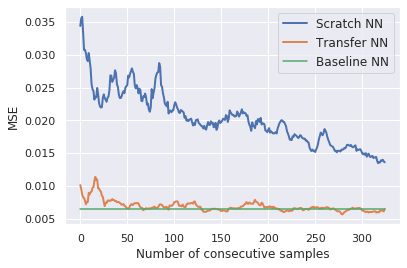 Scratch NN
Transfer NN
Baseline NN
MSE
0.035
0.030
0.025
0.020
0.015
0.010
0.005
0 50 100 150 200 250 300
Number of consecutive samples